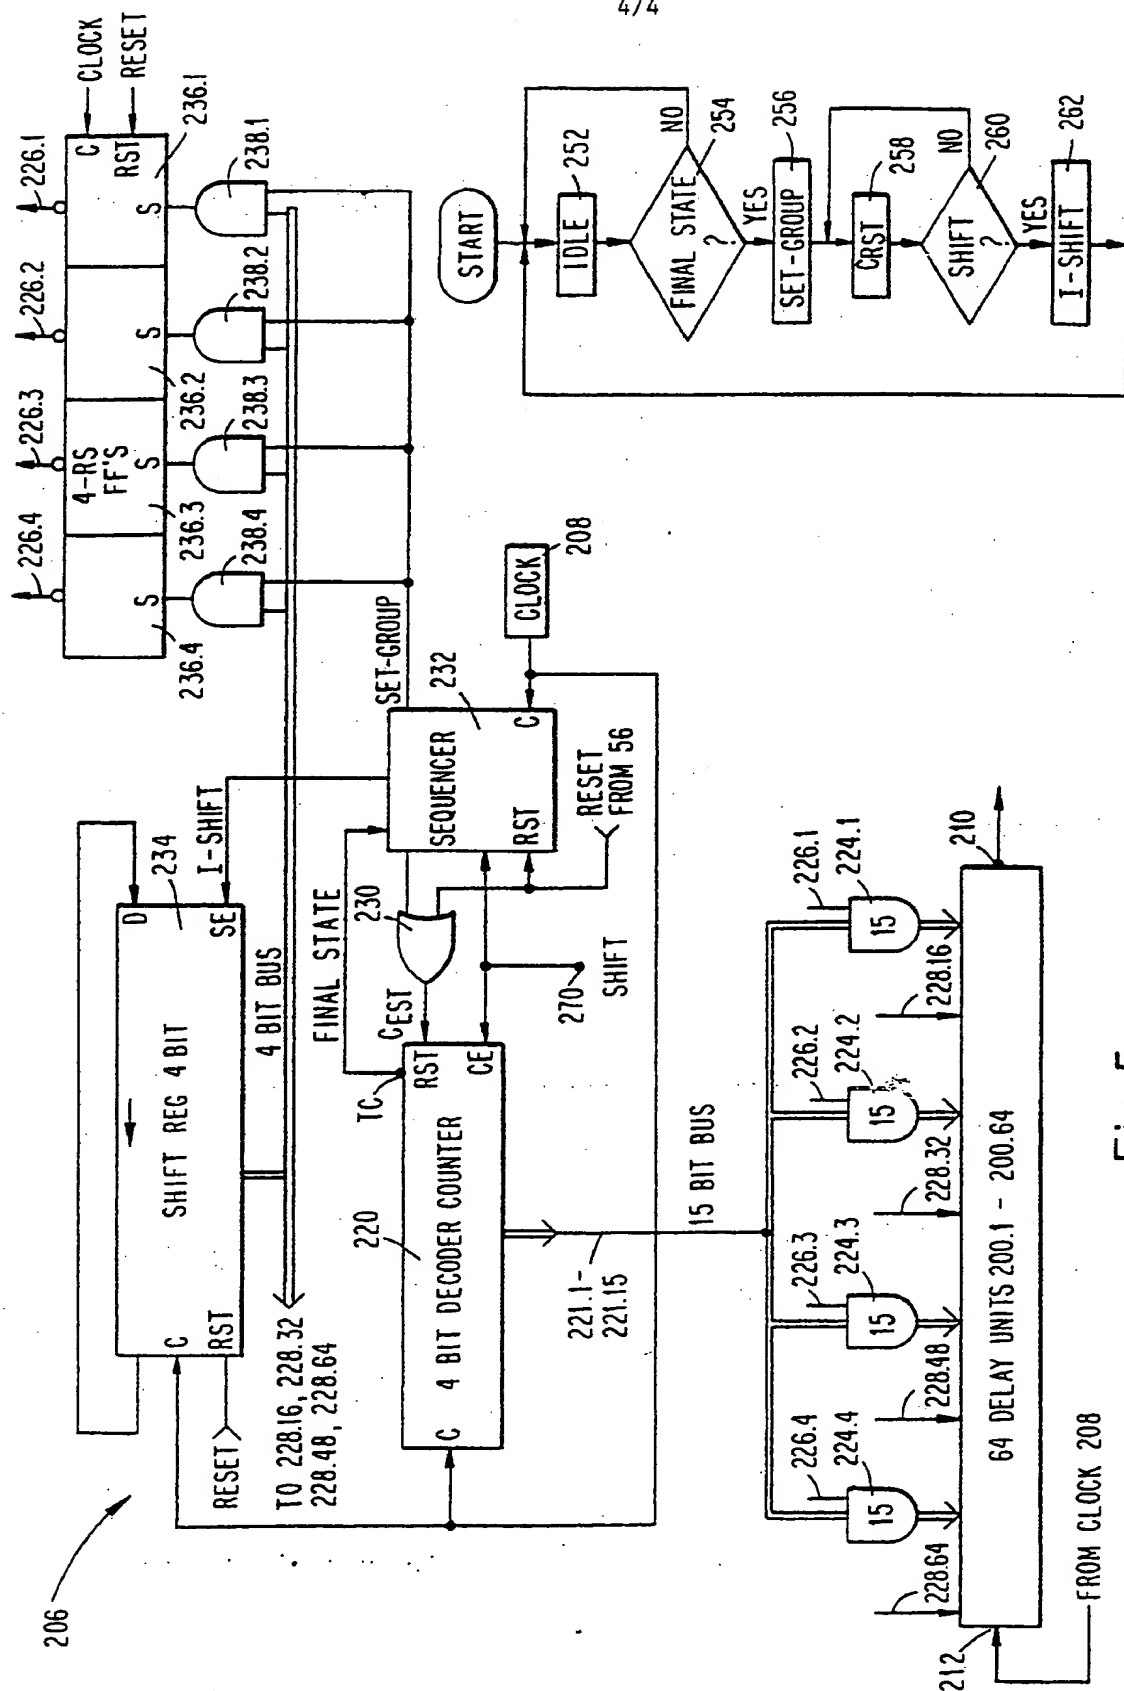 4/4
CLOCK
RESET
226.1
226.2
226.3
226.4
C
RST
236.1
S
S
S
S
4-RS
FF'S
236.2
236.3
236.4
238.1
238.2
238.3
238.4
START
IDLE
252
FINAL STATE
?
NO
254
YES
SET-GROUP
256
CRST
258
SHIFT
?
NO
260
YES
I-SHIFT
262
206
SHIFT REG 4 BIT
234
D
SE
C
RST
RESET
I-SHIFT
4 BIT BUS
TO 228.16, 228.32
228.48, 228.64
SET-GROUP
SEQUENCER
232
C
RST
CLOCK
208
RESET
FROM 56
FINAL STATE
230
CEST
TC
RST
CE
C
220
4 BIT DECODER COUNTER
270
SHIFT
221.1-
221.15
15 BIT BUS
226.4
226.3
226.2
226.1
224.4
224.3
224.2
224.1
15
15
15
15
228.64
228.48
228.32
228.16
210
212
64 DELAY UNITS 200.1 - 200.64
FROM CLOCK 208